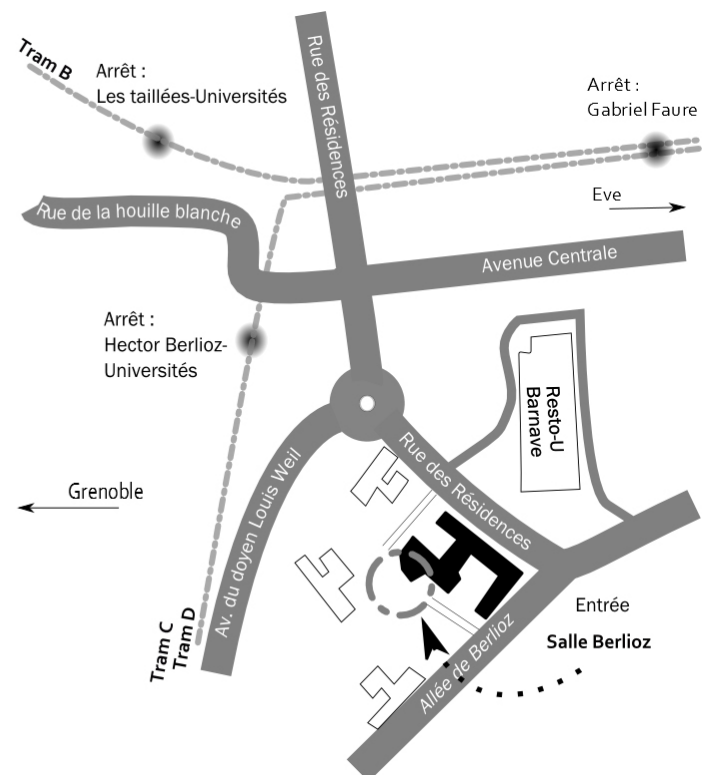 Tram B
Arrêt :
Les taillées-Universités
Rue des Résidences
Arrêt :
Gabriel Faure
Eve
Rue de la houille blanche
Avenue Centrale
Arrêt :
Hector Berlioz-
Universités
Resto-U
Barnave
Rue des Résidences
Grenoble
Av. du doyen Louis Weil
Tram C
Tram D
Entrée
Salle Berlioz
Allée de Berlioz